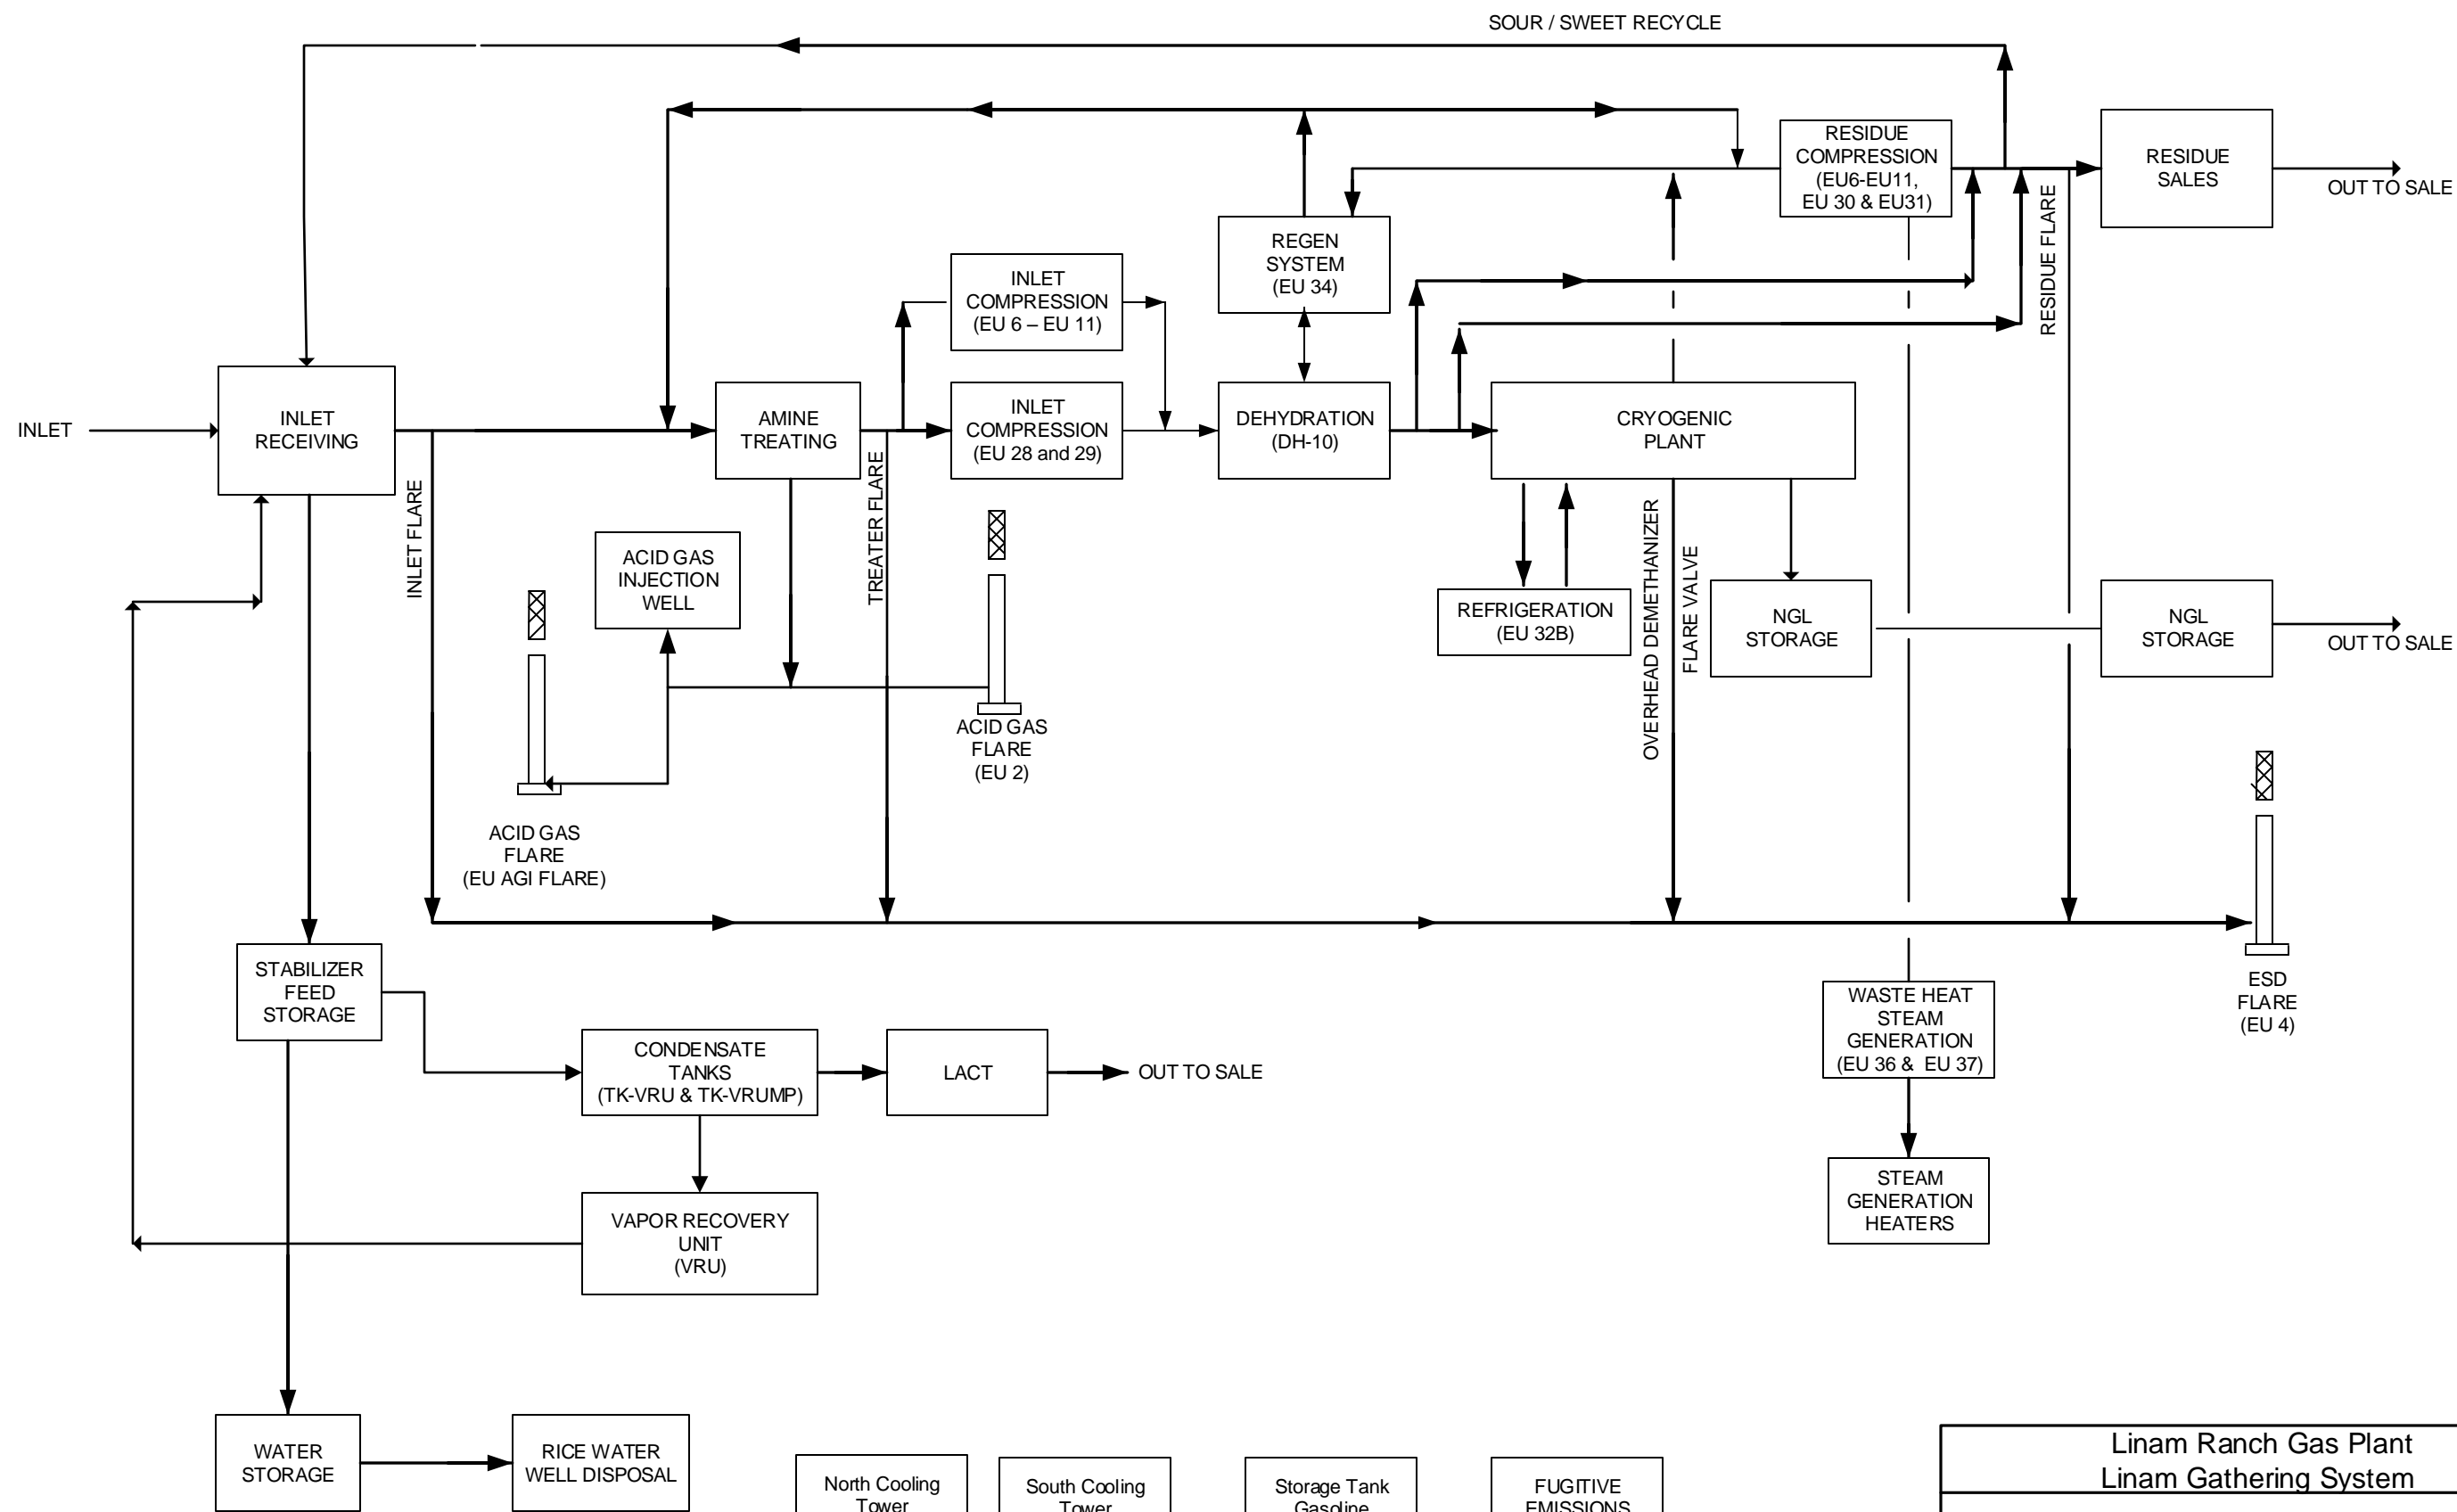 SOUR / SWEET RECYCLE
RESIDUE
COMPRESSION
(EU6-EU11,
EU 30 & EU31)
RESIDUE
SALES
OUT TO SALE
RESIDUE FLARE
REGEN
SYSTEM
(EU 34)
INLET
COMPRESSION
(EU 6 – EU 11)
INLET
INLET
RECEIVING
AMINE
TREATING
INLET
COMPRESSION
(EU 28 and 29)
DEHYDRATION
(DH-10)
CRYOGENIC
PLANT
INLET FLARE
TREATER FLARE
ACID GAS
INJECTION
WELL
REFRIGERATION
(EU 32B)
OVERHEAD DEMETHANIZER
FLARE VALVE
NGL
STORAGE
NGL
STORAGE
OUT TO SALE
ACID GAS
FLARE
(EU 2)
ACID GAS
FLARE
(EU AGI FLARE)
STABILIZER
FEED
STORAGE
WASTE HEAT
STEAM
GENERATION
(EU 36 & EU 37)
ESD
FLARE
(EU 4)
CONDENSATE
TANKS
(TK-VRU & TK-VRUMP)
LACT
OUT TO SALE
STEAM
GENERATION
HEATERS
VAPOR RECOVERY
UNIT
(VRU)
WATER
STORAGE
RICE WATER
WELL DISPOSAL
North Cooling
Tower
South Cooling
Tower
Storage Tank
Gasoline
FUGITIVE
EMISSIONS
Linam Ranch Gas Plant
Linam Gathering System